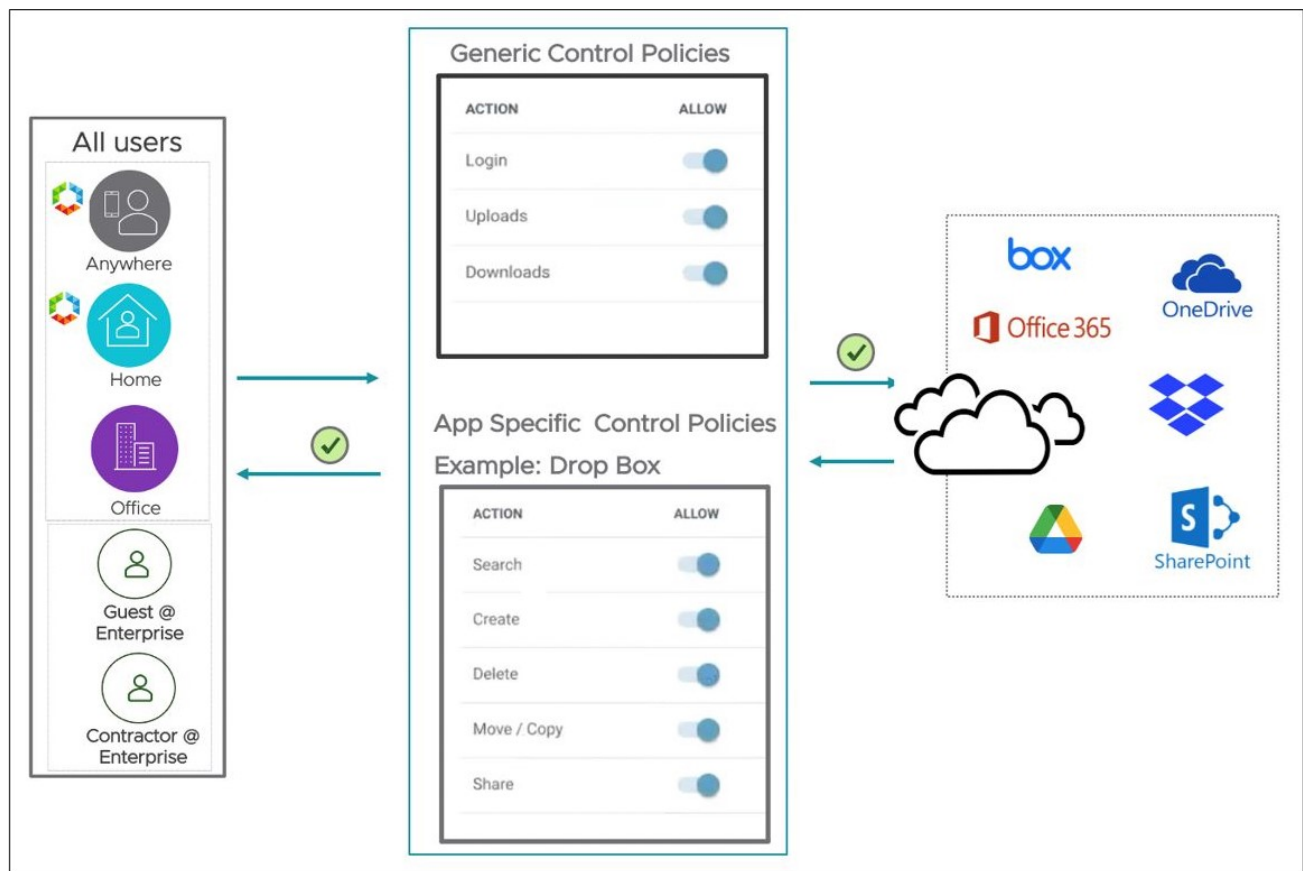 All users
Anywhere
Home
Office
Guest @
Enterprise
Contractor @
Enterprise
Generic Control Policies
ACTION ALLOW
Login
Uploads
Downloads
App Specific Control Policies
Example: Drop Box
ACTION ALLOW
Search
Create
Delete
Move / Copy
Share
box
OneDrive
Office 365
S
SharePoint